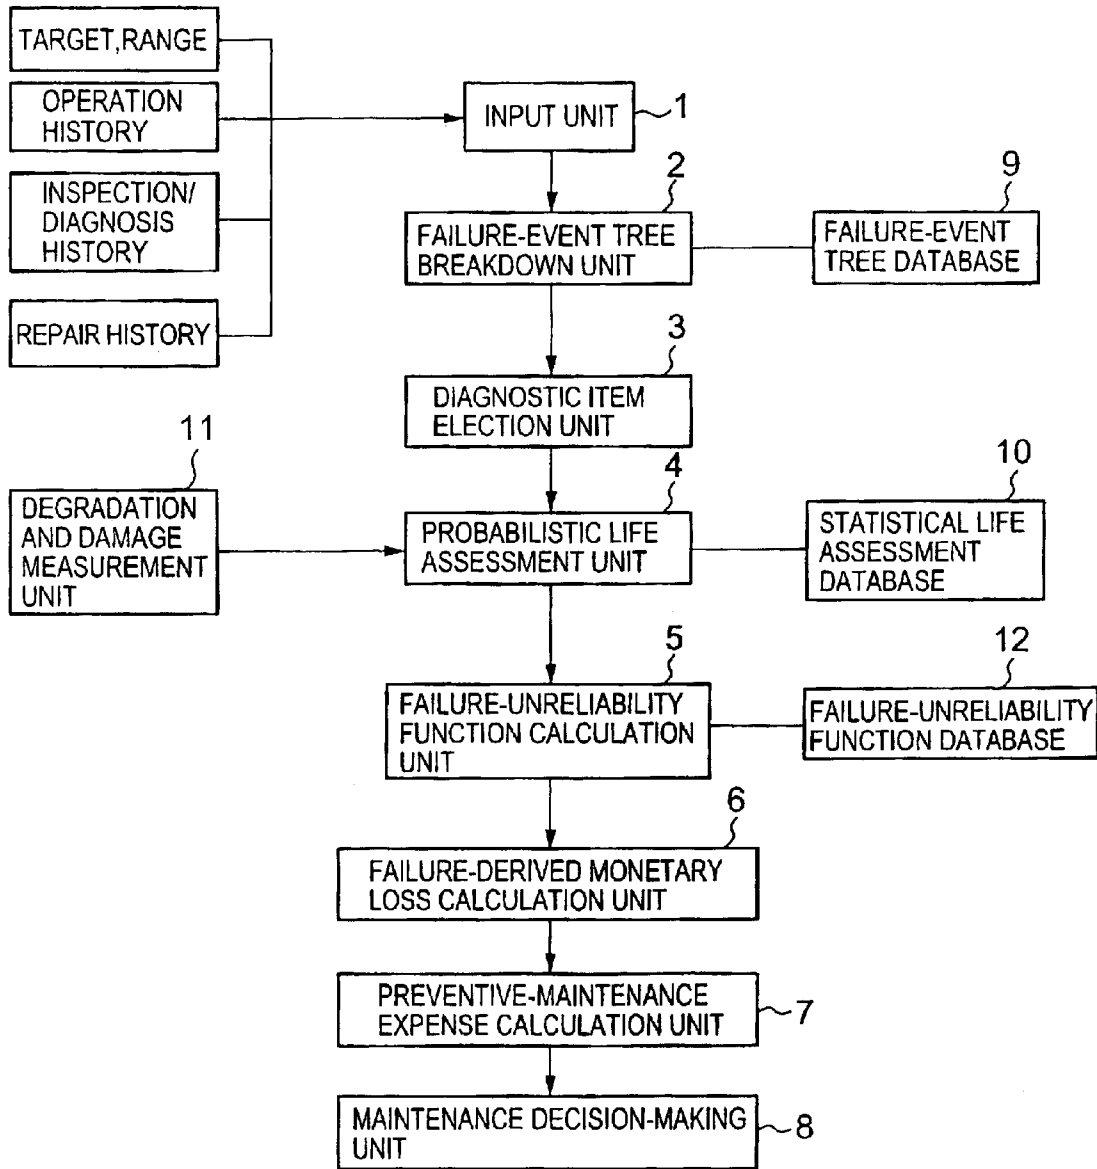 TARGET,RANGE
OPERATION
HISTORY
INSPECTION/
DIAGNOSIS
HISTORY
REPAIR HISTORY
INPUT UNIT
1
2
FAILURE-EVENT TREE
BREAKDOWN UNIT
9
FAILURE-EVENT
TREE DATABASE
3
DIAGNOSTIC ITEM
ELECTION UNIT
11
DEGRADATION
AND DAMAGE
MEASUREMENT
UNIT
4
PROBABILISTIC LIFE
ASSESSMENT UNIT
10
STATISTICAL LIFE
ASSESSMENT
DATABASE
5
FAILURE-UNRELIABILITY
FUNCTION CALCULATION
UNIT
12
FAILURE-UNRELIABILITY
FUNCTION DATABASE
6
FAILURE-DERIVED MONETARY
LOSS CALCULATION UNIT
PREVENTIVE-MAINTENANCE
EXPENSE CALCULATION UNIT
7
MAINTENANCE DECISION-MAKING
UNIT
8